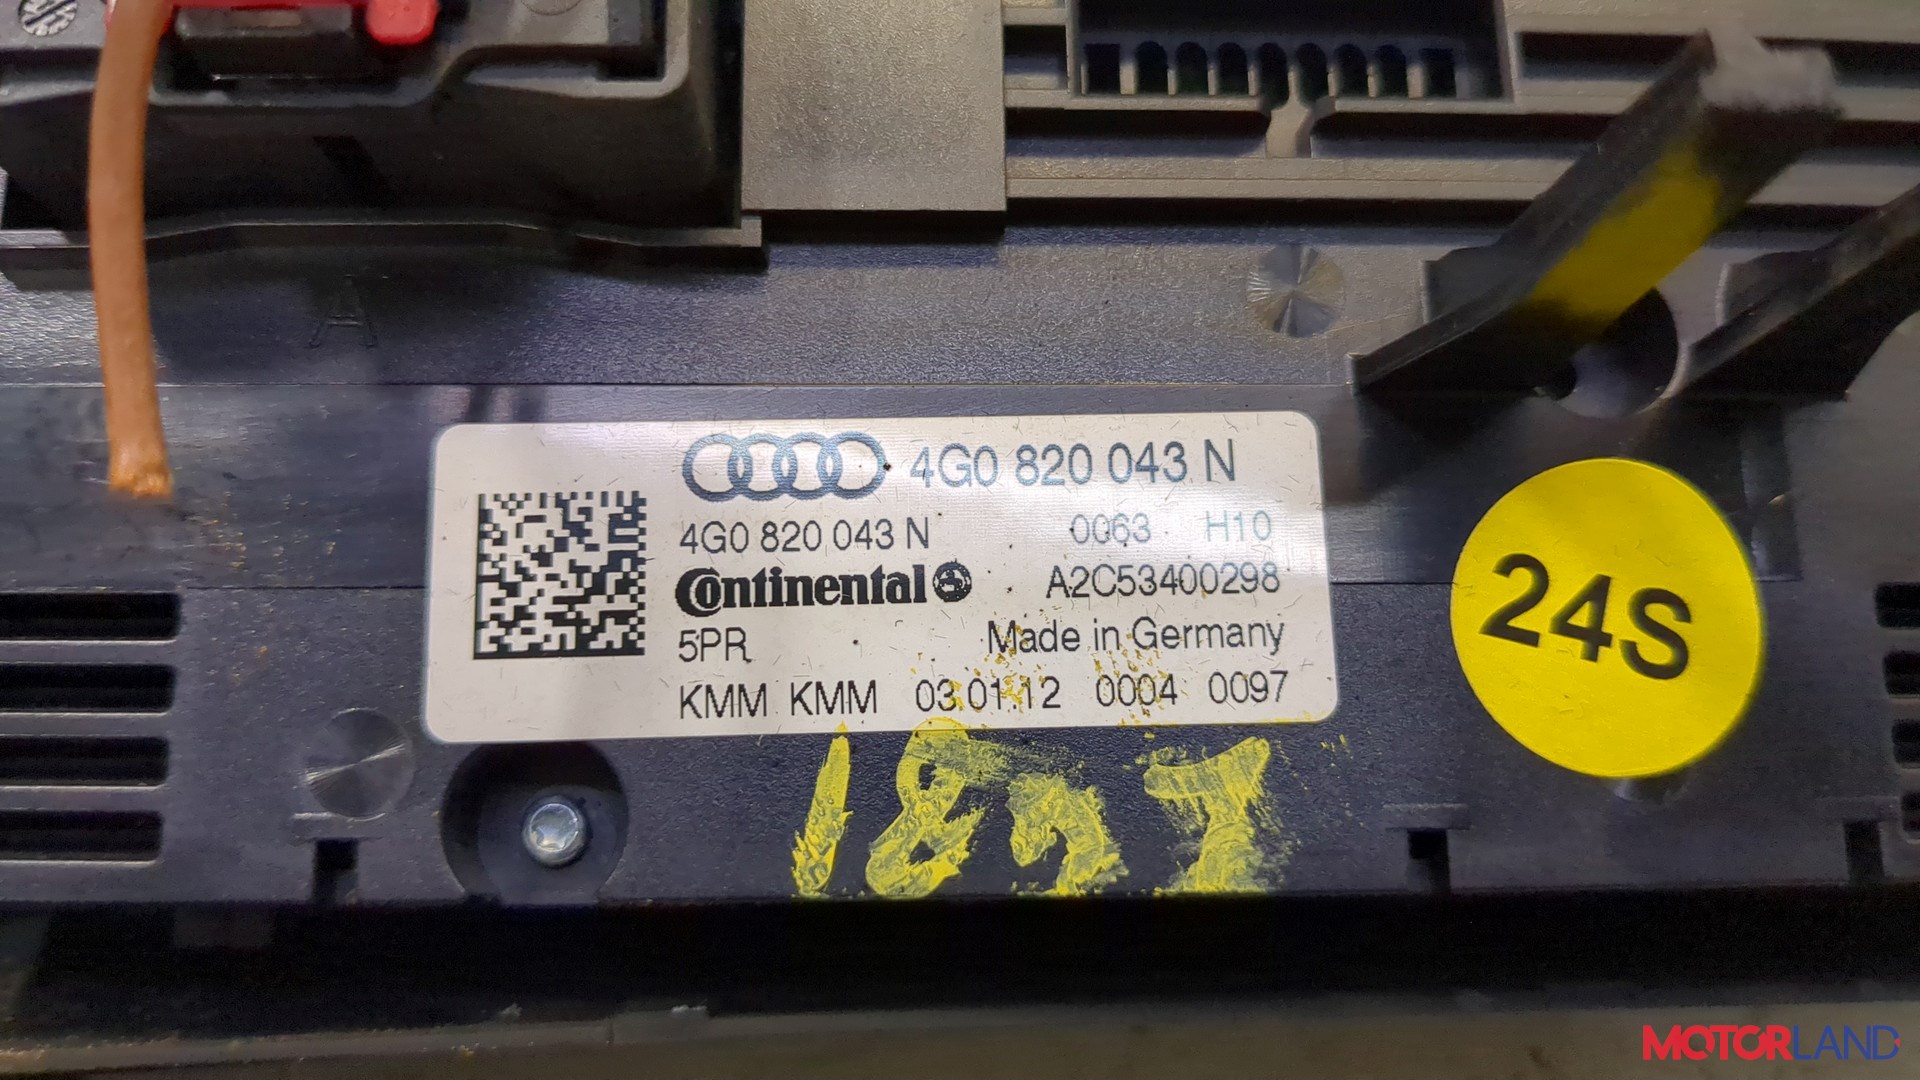 4G0 820 043 N
4G0 820 043 N 0063 H10
Continental A2C53400298
5PR Made in Germany
KMM KMM 03.01.12 0004 0097
24S
A
MOTORLAND